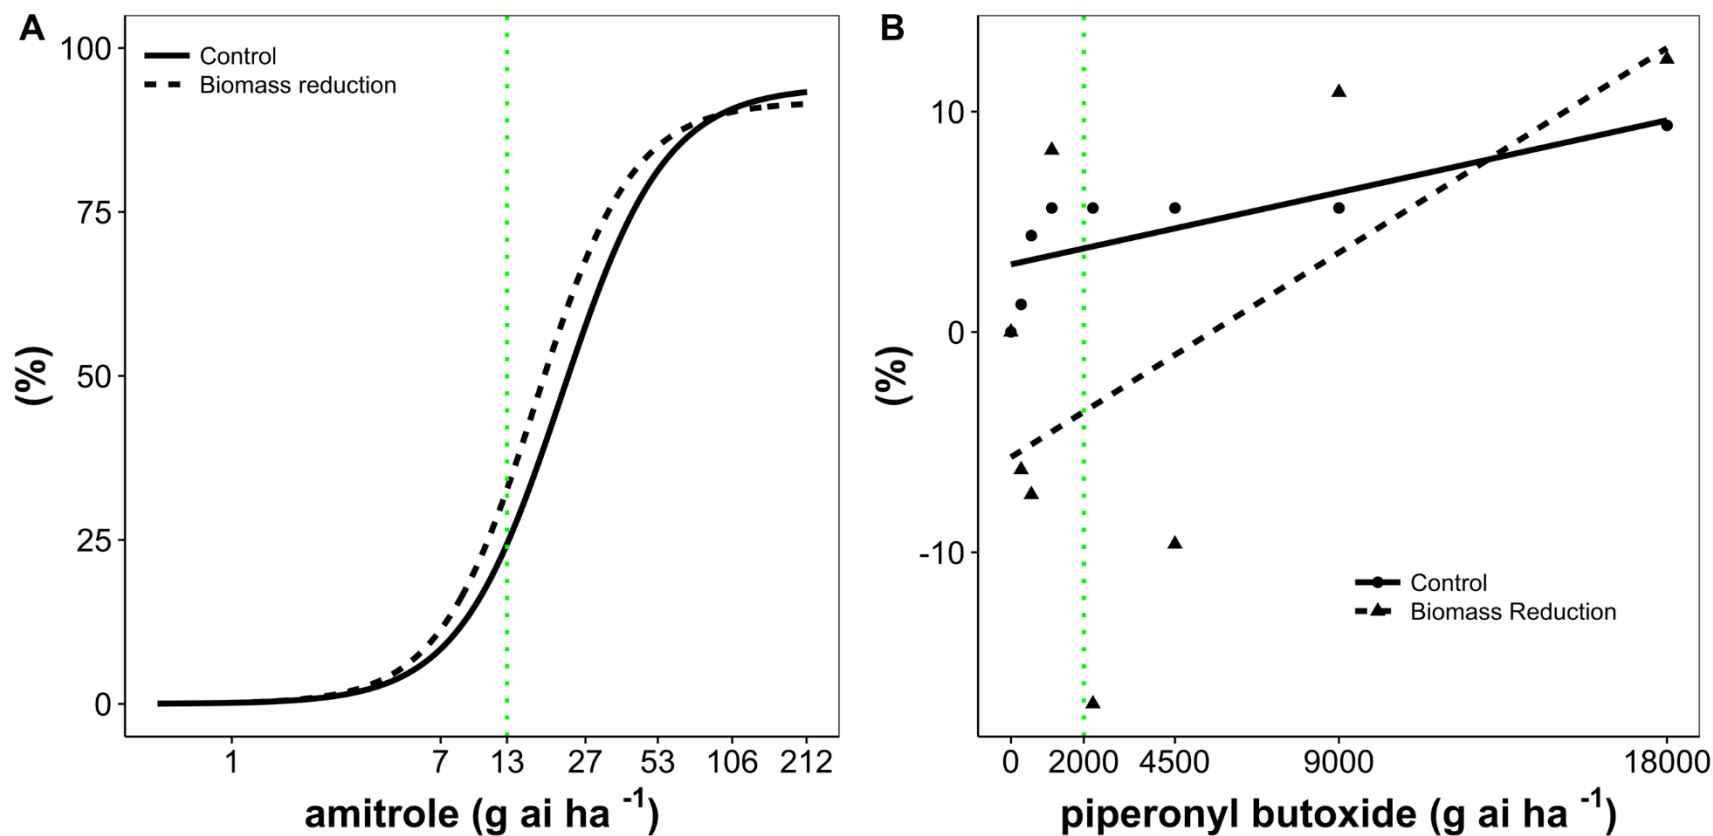 A
100
75
50
25
0
(%)
Control
Biomass reduction
1 7 13 27 53 106 212
amitrole (g ai ha -1)
B
10
0
-10
(%)
Control
Biomass Reduction
0 2000 4500 9000 18000
piperonyl butoxide (g ai ha -1)